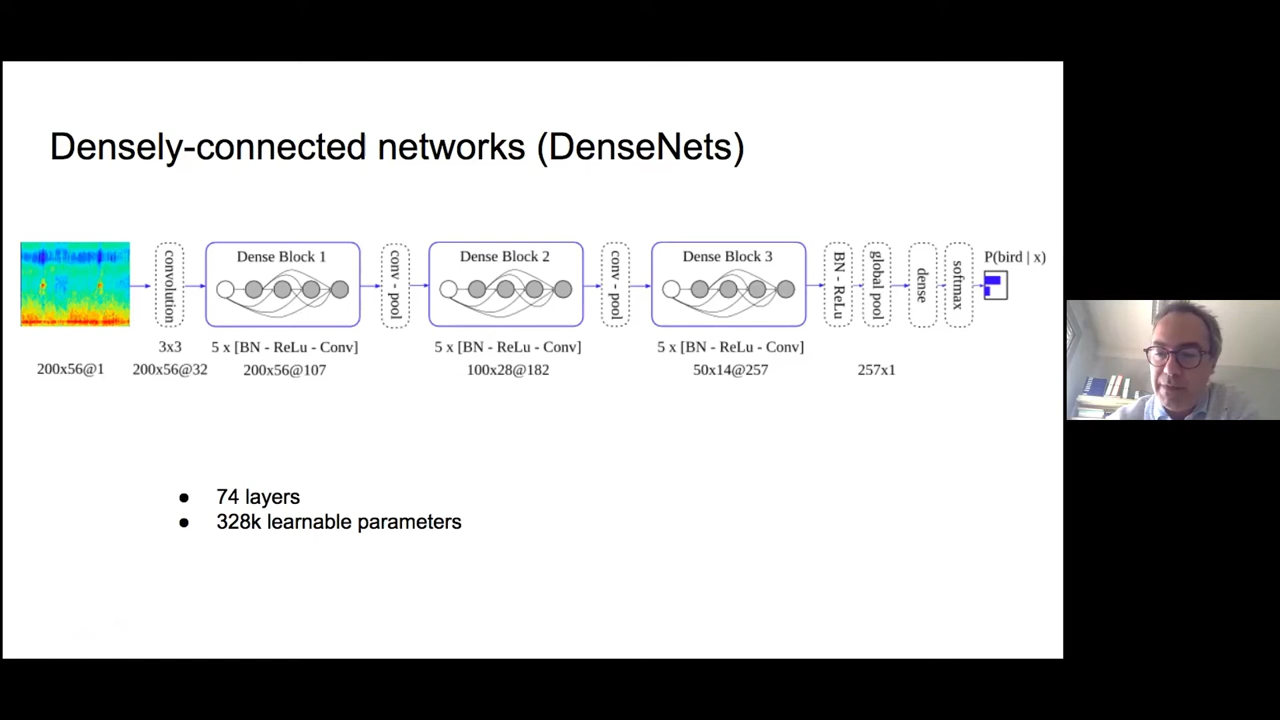 Densely-connected networks (DenseNets)
convolution
Dense Block 1
conv - pool
Dense Block 2
conv - pool
Dense Block 3
BN - ReLu
global pool
dense
softmax
P(bird | x)
3x3
5 x [BN - ReLu - Conv]
5 x [BN - ReLu - Conv]
5 x [BN - ReLu - Conv]
200x56@1
200x56@32
200x56@107
100x28@182
50x14@257
257x1
● 74 layers
● 328k learnable parameters